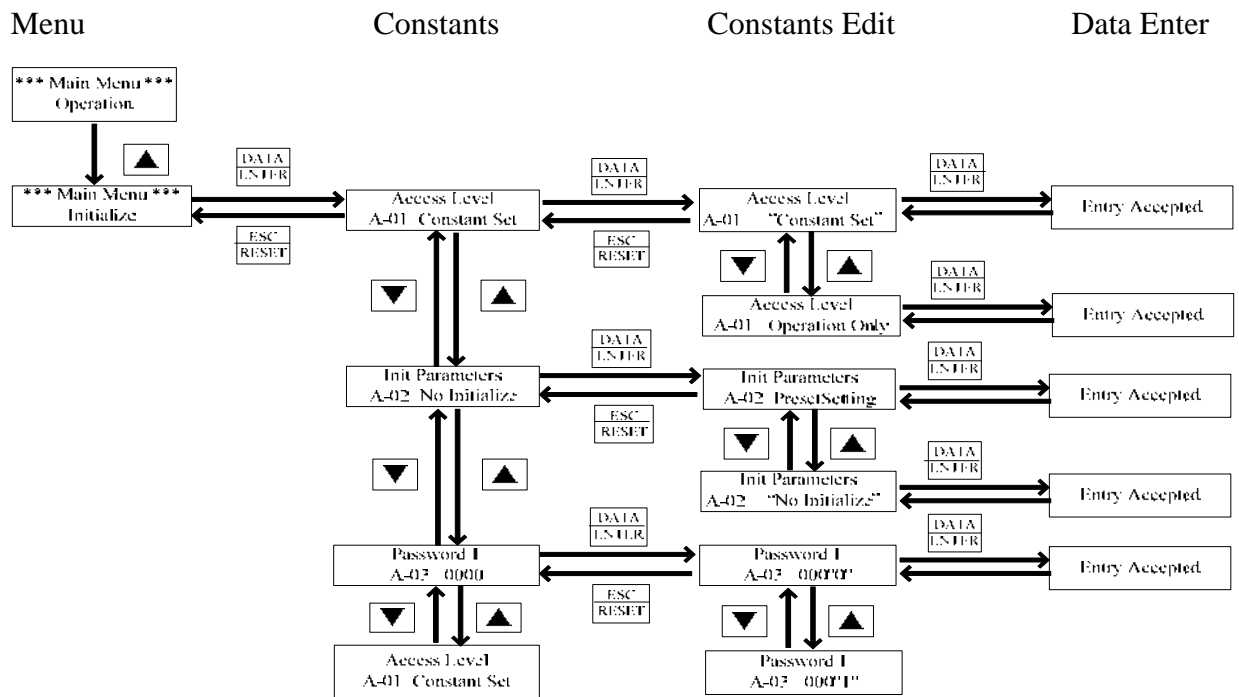 Menu Constants Constants Edit Data Enter
*** Main Menu ***
Operation
DATA
ENTER
DATA
ENTER
DATA
ENTER
*** Main Menu ***
Initialize
Access Level
A-01 Constant Set
Access Level
A-01 "Constant Set"
Entry Accepted
ESC
RESET
ESC
RESET
DATA
ENTER
Access Level
A-01 Operation Only
Entry Accepted
DATA
ENTER
DATA
ENTER
Init Parameters
A-02 No Initialize
Init Parameters
A-02 PresetSetting
Entry Accepted
ESC
RESET
DATA
ENTER
Init Parameters
A-02 "No Initialize"
Entry Accepted
DATA
ENTER
DATA
ENTER
Password 1
A-03 0000
Password 1
A-03 000"0"
Entry Accepted
ESC
RESET
Access Level
A-01 Constant Set
Password 1
A-03 000"1"